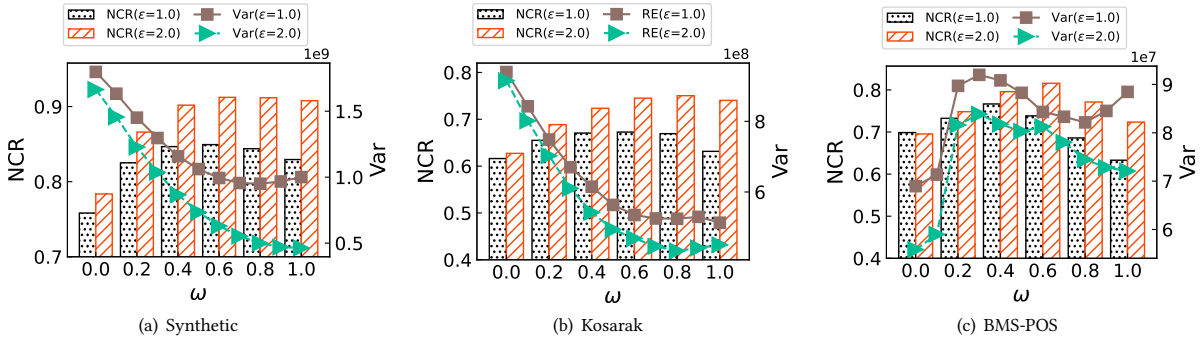 NCR(ε=1.0) Var(ε=1.0)
NCR(ε=2.0) Var(ε=2.0)
1e9
NCR
0.9
0.8
0.7
1.5
1.0
0.5
Var
0.0 0.2 0.4 0.6 0.8 1.0
ω
(a) Synthetic
NCR(ε=1.0) RE(ε=1.0)
NCR(ε=2.0) RE(ε=2.0)
1e8
NCR
0.8
0.7
0.6
0.5
0.4
8
6
Var
0.0 0.2 0.4 0.6 0.8 1.0
ω
(b) Kosarak
NCR(ε=1.0) Var(ε=1.0)
NCR(ε=2.0) Var(ε=2.0)
1e7
NCR
0.8
0.7
0.6
0.5
0.4
9
8
7
6
Var
0.0 0.2 0.4 0.6 0.8 1.0
ω
(c) BMS-POS